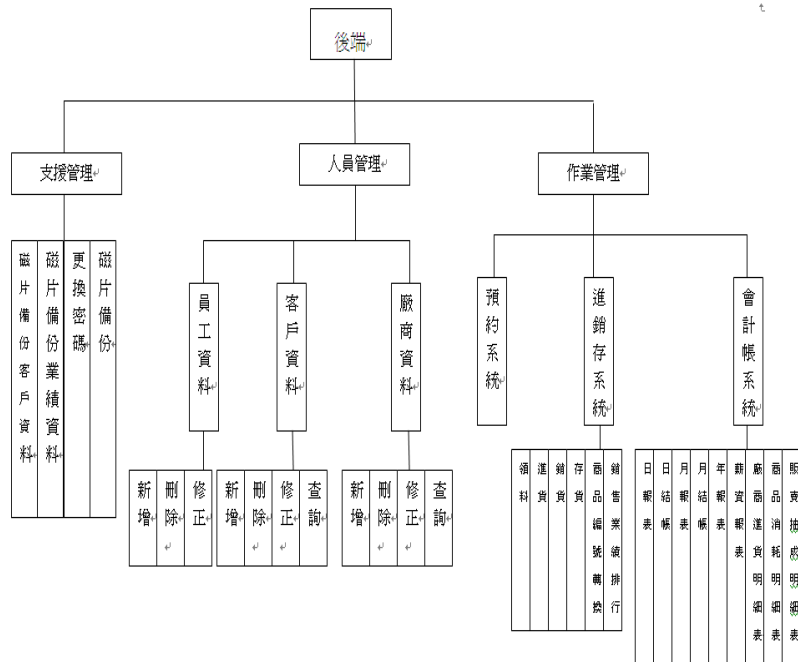 後端
支援管理
人員管理
作業管理
磁片備份客戶資料
磁片備份業績資料
更換密碼
磁片備份
員工資料
客戶資料
廠商資料
預約系統
進銷存系統
會計帳系統
新增
刪除
修正
新增
刪除
修正
查詢
新增
刪除
修正
查詢
領料
進貨
銷貨
存貨
商品編號轉換
銷售業績排行
日報表
日結帳
月報表
月結帳
年報表
薪資報表
廠商進貨明細表
商品消耗明細表
販賣抽成明細表